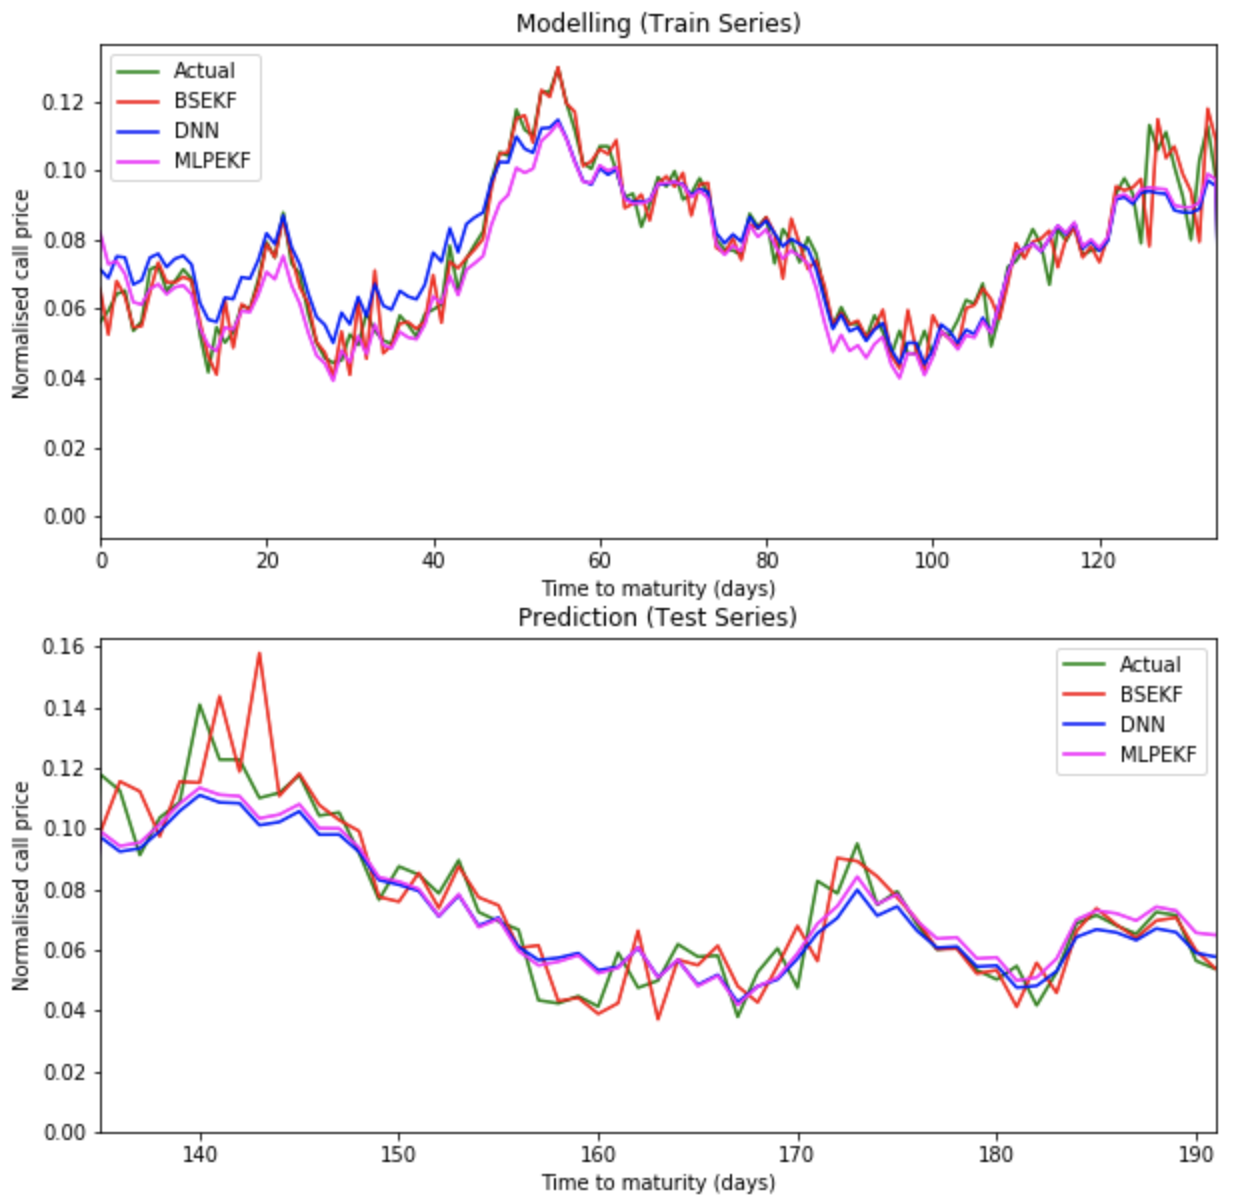 Modelling (Train Series)
Actual
BSEKF
DNN
MLPEKF
Normalised call price
0.12
0.10
0.08
0.06
0.04
0.02
0.00
0 20 40 60 80 100 120
Time to maturity (days)
Prediction (Test Series)
Actual
BSEKF
DNN
MLPEKF
Normalised call price
0.16
0.14
0.12
0.10
0.08
0.06
0.04
0.02
0.00
140 150 160 170 180 190
Time to maturity (days)